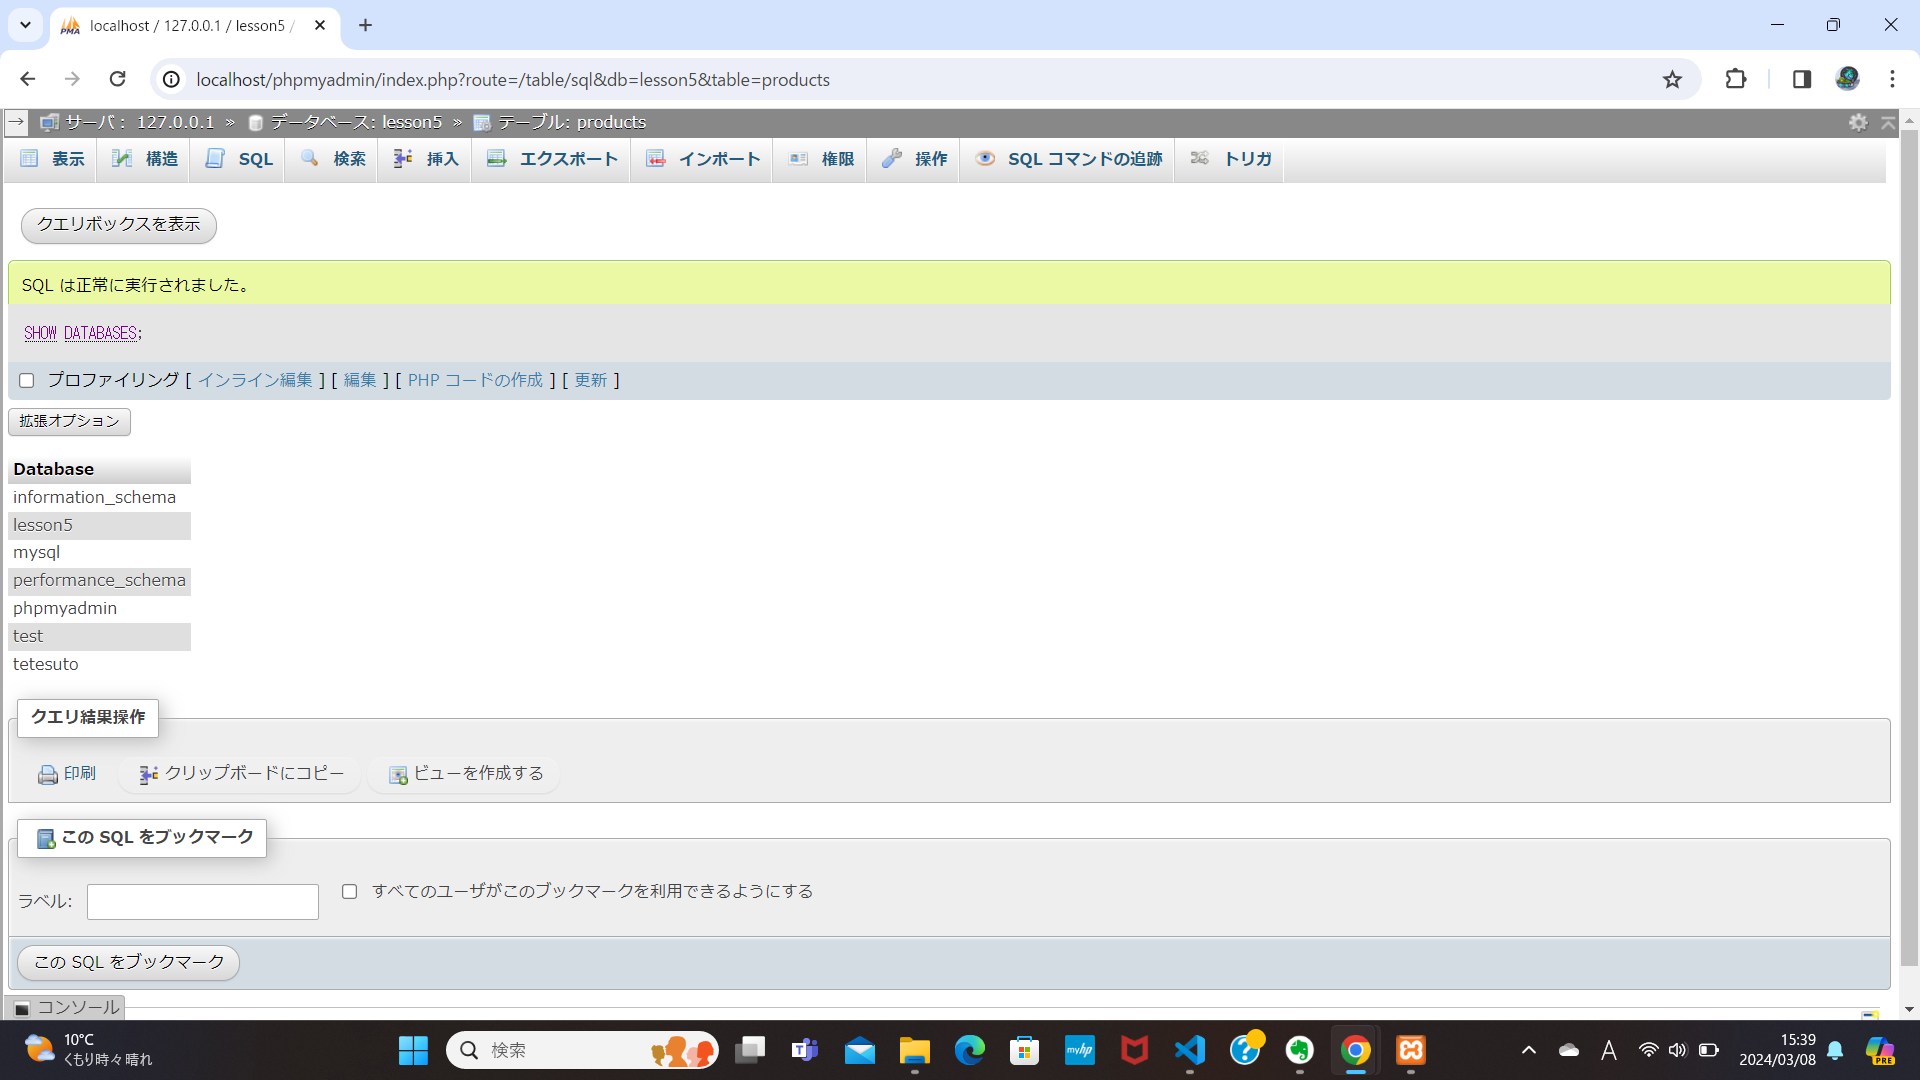 localhost / 127.0.0.1 / lesson5 /
localhost/phpmyadmin/index.php?route=/table/sql&db=lesson5&table=products
サーバ : 127.0.0.1 » データベース: lesson5 » テーブル: products
表示 構造 SQL 検索 挿入 エクスポート インポート 権限 操作 SQL コマンドの追跡 トリガ
クエリボックスを表示
SQL は正常に実行されました。
SHOW DATABASES;
プロファイリング [ インライン編集 ] [ 編集 ] [ PHP コードの作成 ] [ 更新 ]
拡張オプション
Database
information_schema
lesson5
mysql
performance_schema
phpmyadmin
test
tetesuto
クエリ結果操作
印刷 クリップボードにコピー ビューを作成する
この SQL をブックマーク
ラベル: すべてのユーザがこのブックマークを利用できるようにする
この SQL をブックマーク
コンソール
10°C
くもり時々 晴れ
検索
myhp
A
15:39
2024/03/08
PRE